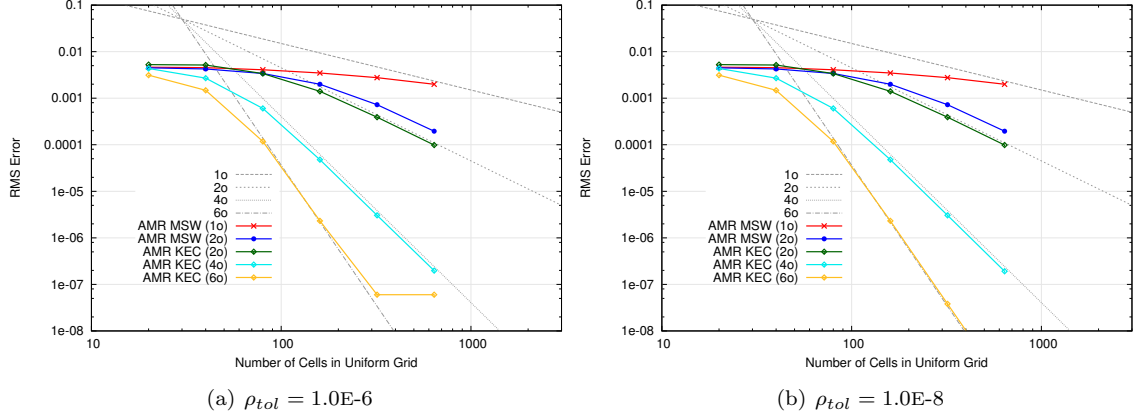 0.1
0.01
0.001
0.0001
1e-05
1e-06
1e-07
1e-08
RMS Error
1o
2o
4o
6o
AMR MSW (1o)
AMR MSW (2o)
AMR KEC (2o)
AMR KEC (4o)
AMR KEC (6o)
10
100
1000
Number of Cells in Uniform Grid
(a) ρ_tol = 1.0E-6
0.1
0.01
0.001
0.0001
1e-05
1e-06
1e-07
1e-08
RMS Error
1o
2o
4o
6o
AMR MSW (1o)
AMR MSW (2o)
AMR KEC (2o)
AMR KEC (4o)
AMR KEC (6o)
10
100
1000
Number of Cells in Uniform Grid
(b) ρ_tol = 1.0E-8